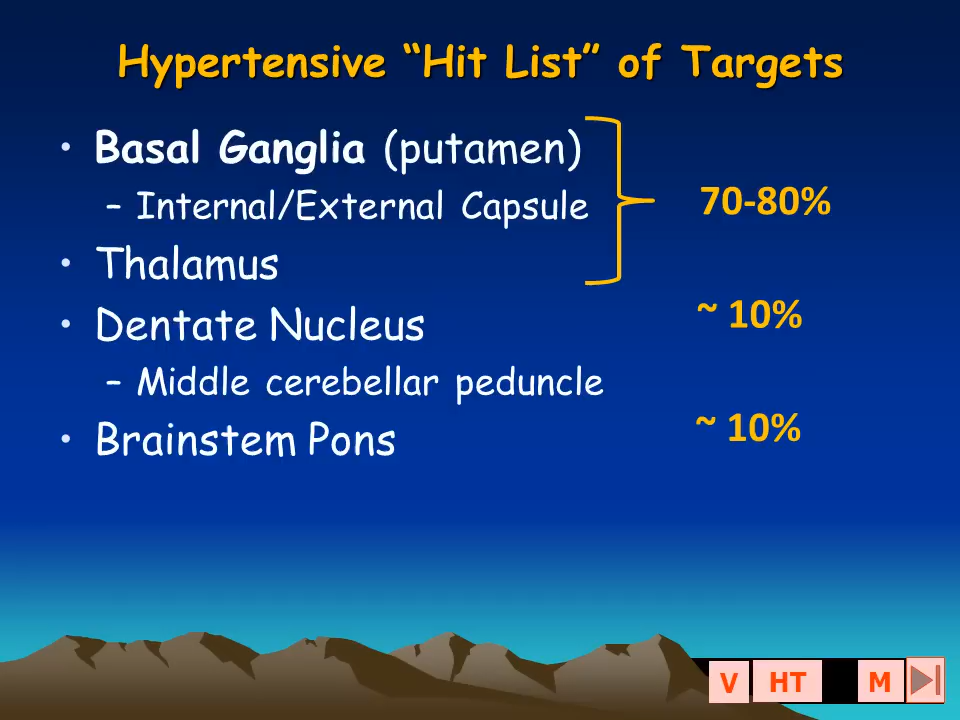 Hypertensive “Hit List” of Targets
• Basal Ganglia (putamen)
– Internal/External Capsule
70-80%
• Thalamus
• Dentate Nucleus
~ 10%
– Middle cerebellar peduncle
• Brainstem Pons
~ 10%
V HT M